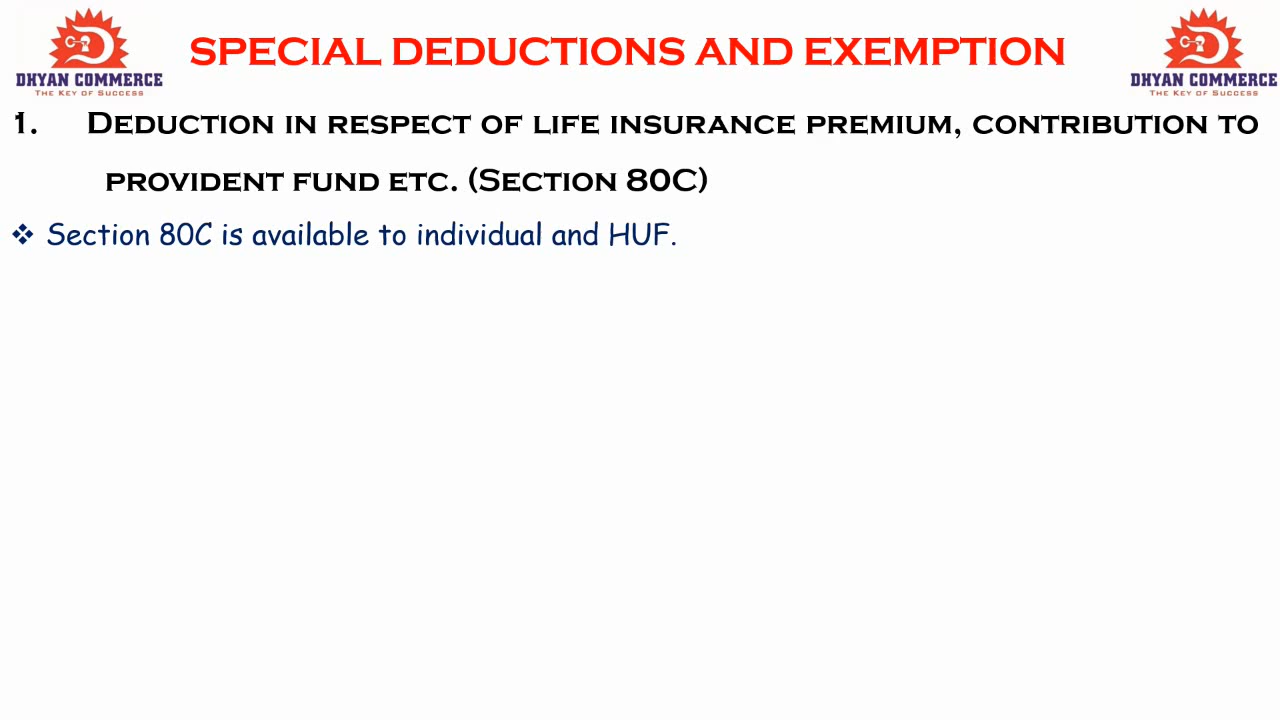 SPECIAL DEDUCTIONS AND EXEMPTION
DHYAN COMMERCE
THE KEY OF SUCCESS
DHYAN COMMERCE
THE KEY OF SUCCESS
1. DEDUCTION IN RESPECT OF LIFE INSURANCE PREMIUM, CONTRIBUTION TO
PROVIDENT FUND ETC. (SECTION 80C)
❖ Section 80C is available to individual and HUF.